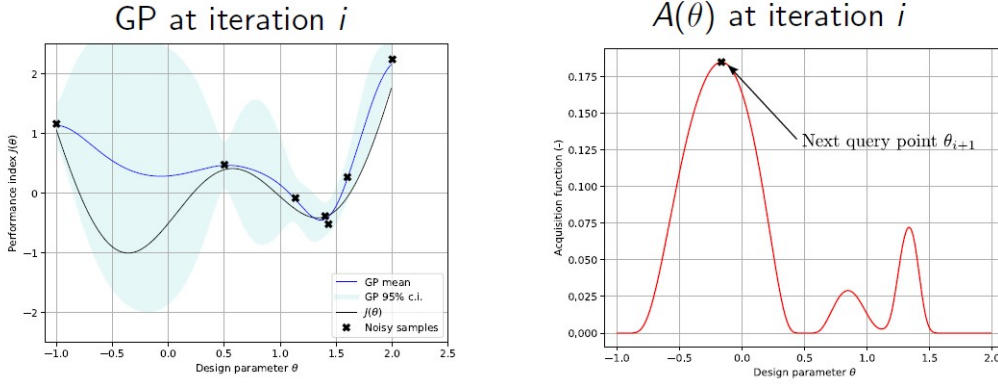 GP at iteration i
2
1
0
−1
−2
−1.0 −0.5 0.0 0.5 1.0 1.5 2.0 2.5
Performance index J(θ)
Design parameter θ
GP mean
GP 95% c.i.
J(θ)
Noisy samples
A(θ) at iteration i
0.175
0.150
0.125
0.100
0.075
0.050
0.025
0.000
−1.0 −0.5 0.0 0.5 1.0 1.5 2.0
Acquisition function (–)
Design parameter θ
Next query point θᵢ₊₁